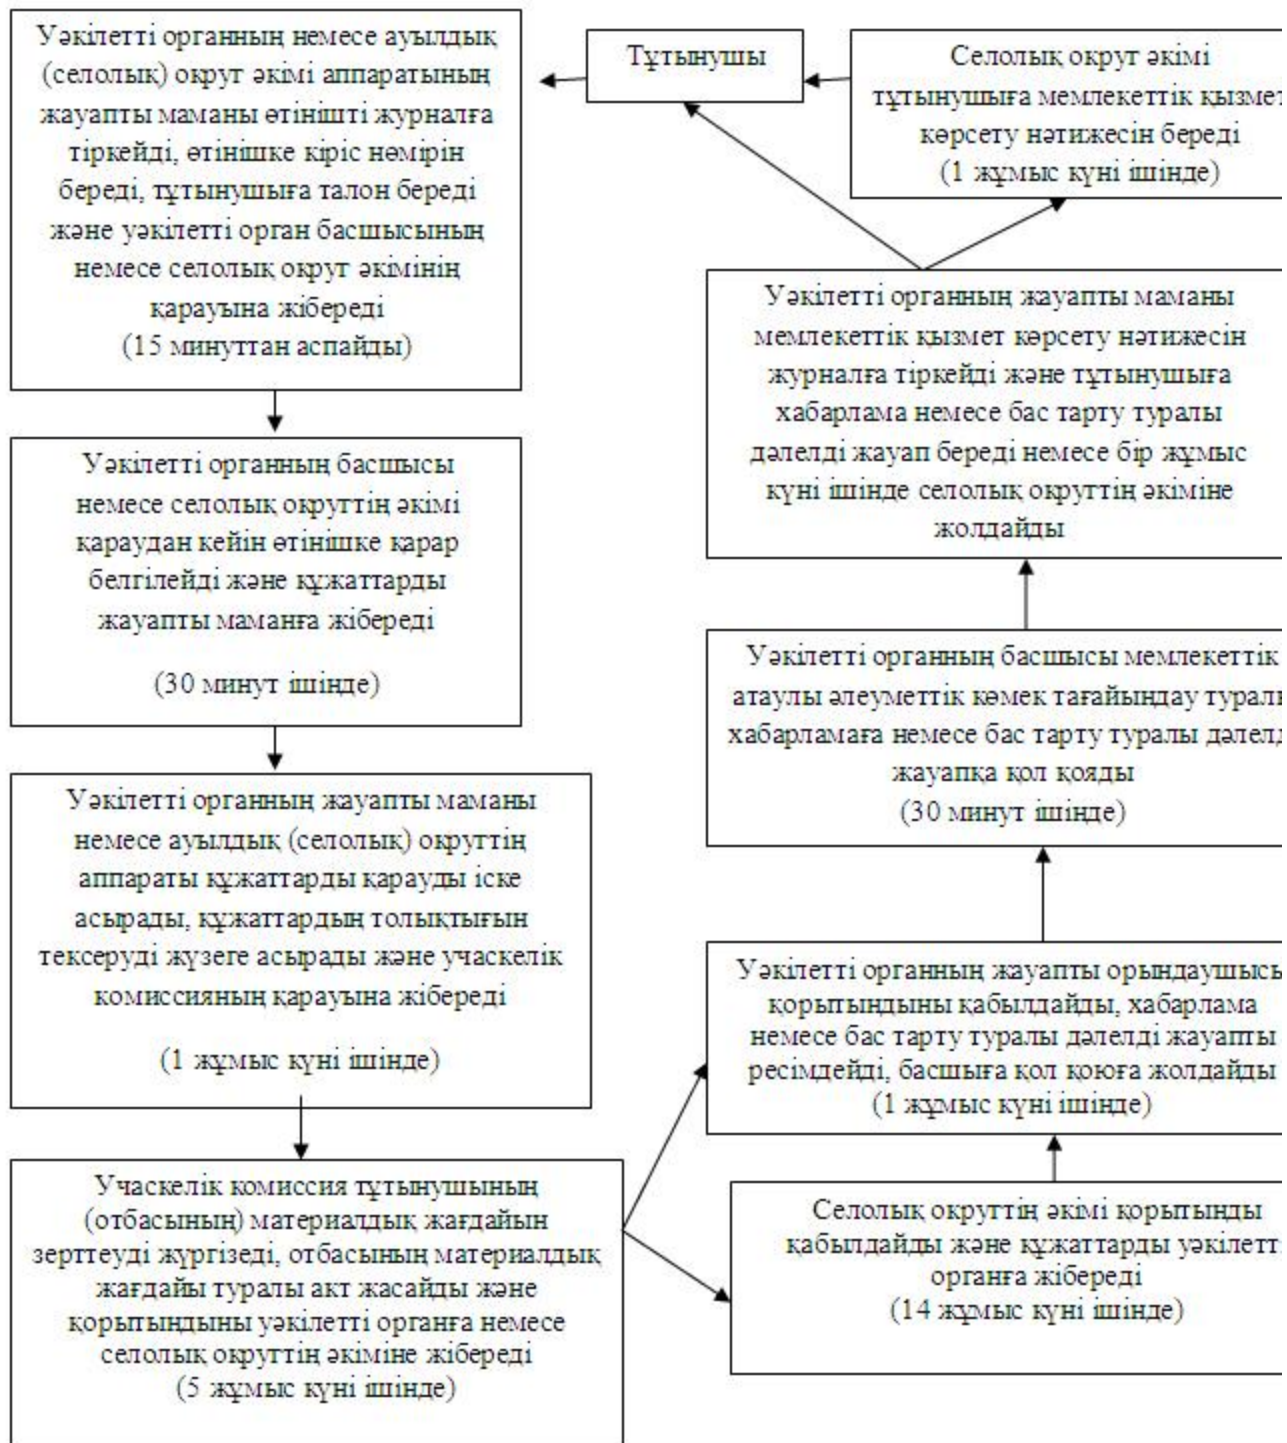 Уәкілетті органның немесе ауылдық
(селолық) округ әкімі аппаратының
жауапты маманы өтінішті журналға
тіркейді, өтінішке кіріс нөмірін
береді, тұтынушыға талон береді
және уәкілетті орган басшысының
немесе селолық округ әкімінің
қарауына жібереді
(15 минуттан аспайды)
Уәкілетті органның басшысы
немесе селолық округтің әкімі
қараудан кейін өтінішке қарар
белгілейді және құжаттарды
жауапты маманға жібереді
(30 минут ішінде)
Уәкілетті органның жауапты маманы
немесе ауылдық (селолық) округтің
аппараты құжаттарды қарауды іске
асырады, құжаттардың толықтығын
тексеруді жүзеге асырады және учаскелік
комиссияның қарауына жібереді
(1 жұмыс күні ішінде)
Учаскелік комиссия тұтынушының
(отбасының) материалдық жағдайын
зерттеуді жүргізеді, отбасының материалдық
жағдайы туралы акт жасайды және
қорытындыны уәкілетті органға немесе
селолық округтің әкіміне жібереді
(5 жұмыс күні ішінде)
Тұтынушы
Селолық округ әкімі
тұтынушыға мемлекеттік қызмет
көрсету нәтижесін береді
(1 жұмыс күні ішінде)
Уәкілетті органның жауапты маманы
мемлекеттік қызмет көрсету нәтижесін
журналға тіркейді және тұтынушыға
хабарлама немесе бас тарту туралы
дәлелді жауап береді немесе бір жұмыс
күні ішінде селолық округтің әкіміне
жолдайды
Уәкілетті органның басшысы мемлекеттік
атаулы әлеуметтік көмек тағайындау туралы
хабарламаға немесе бас тарту туралы дәлелд
жауапқа қол қояды
(30 минут ішінде)
Уәкілетті органның жауапты орындаушысы
қорытындыны қабылдайды, хабарлама
немесе бас тарту туралы дәлелді жауапты
ресімдейді, басшыға қол қоюға жолдайды
(1 жұмыс күні ішінде)
Селолық округтің әкімі қорытынды
қабылдайды және құжаттарды уәкілетт
органға жібереді
(14 жұмыс күні ішінде)